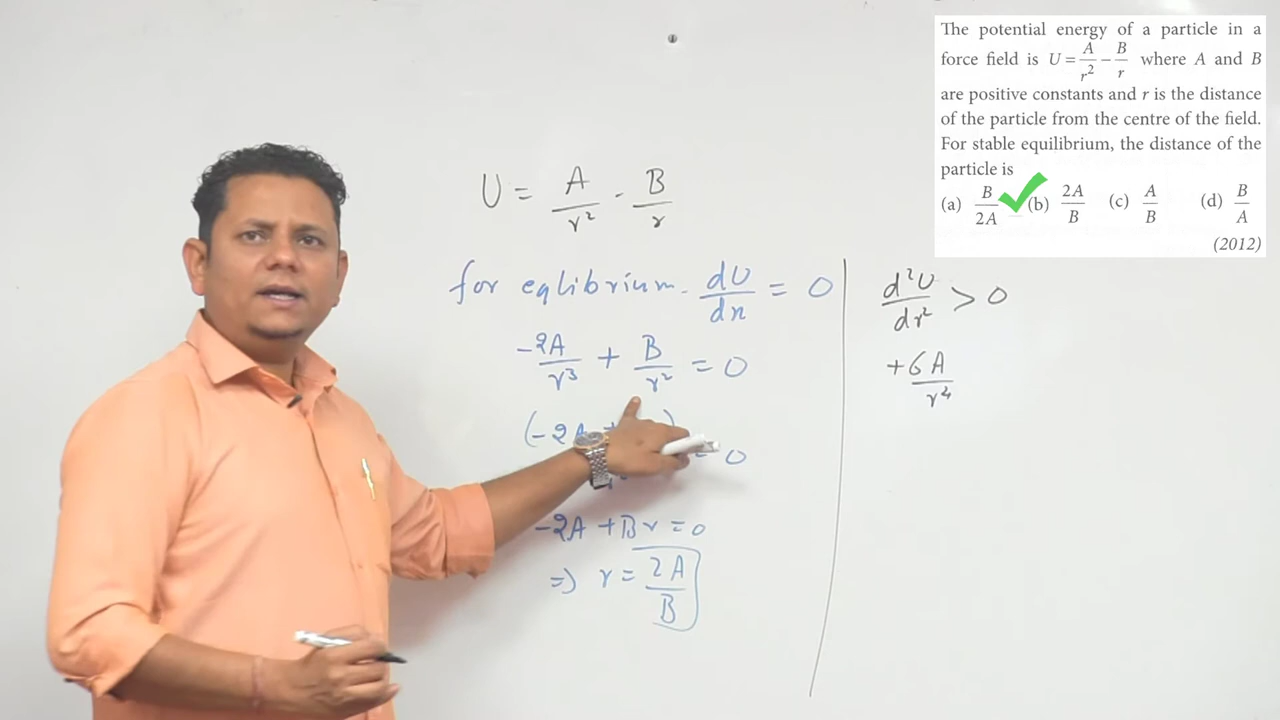 The potential energy of a particle in a
force field is U = A/r² − B/r where A and B
are positive constants and r is the distance
of the particle from the centre of the field.
For stable equilibrium, the distance of the
particle is
(a) B/2A (b) 2A/B (c) A/B (d) B/A
(2012)
U = A/r² - B/r
for eqlibrium. dU/dn = 0
-2A/r³ + B/r² = 0
(-2A + ) = 0
-2A + Br = 0
=) r = 2A/B
d²U/dr² > 0
+6A/r⁴